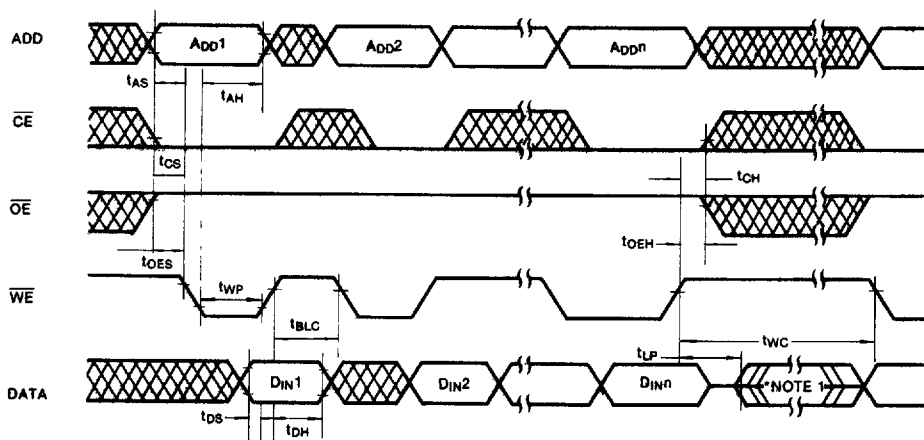 ADD
ADD1
ADD2
ADDn
tAS
tAH
CE
tCS
tCH
OE
tOES
tOEH
WE
tWP
tBLC
tLP
tWC
DATA
DIN1
DIN2
DINn
*NOTE 1
tDS
tDH